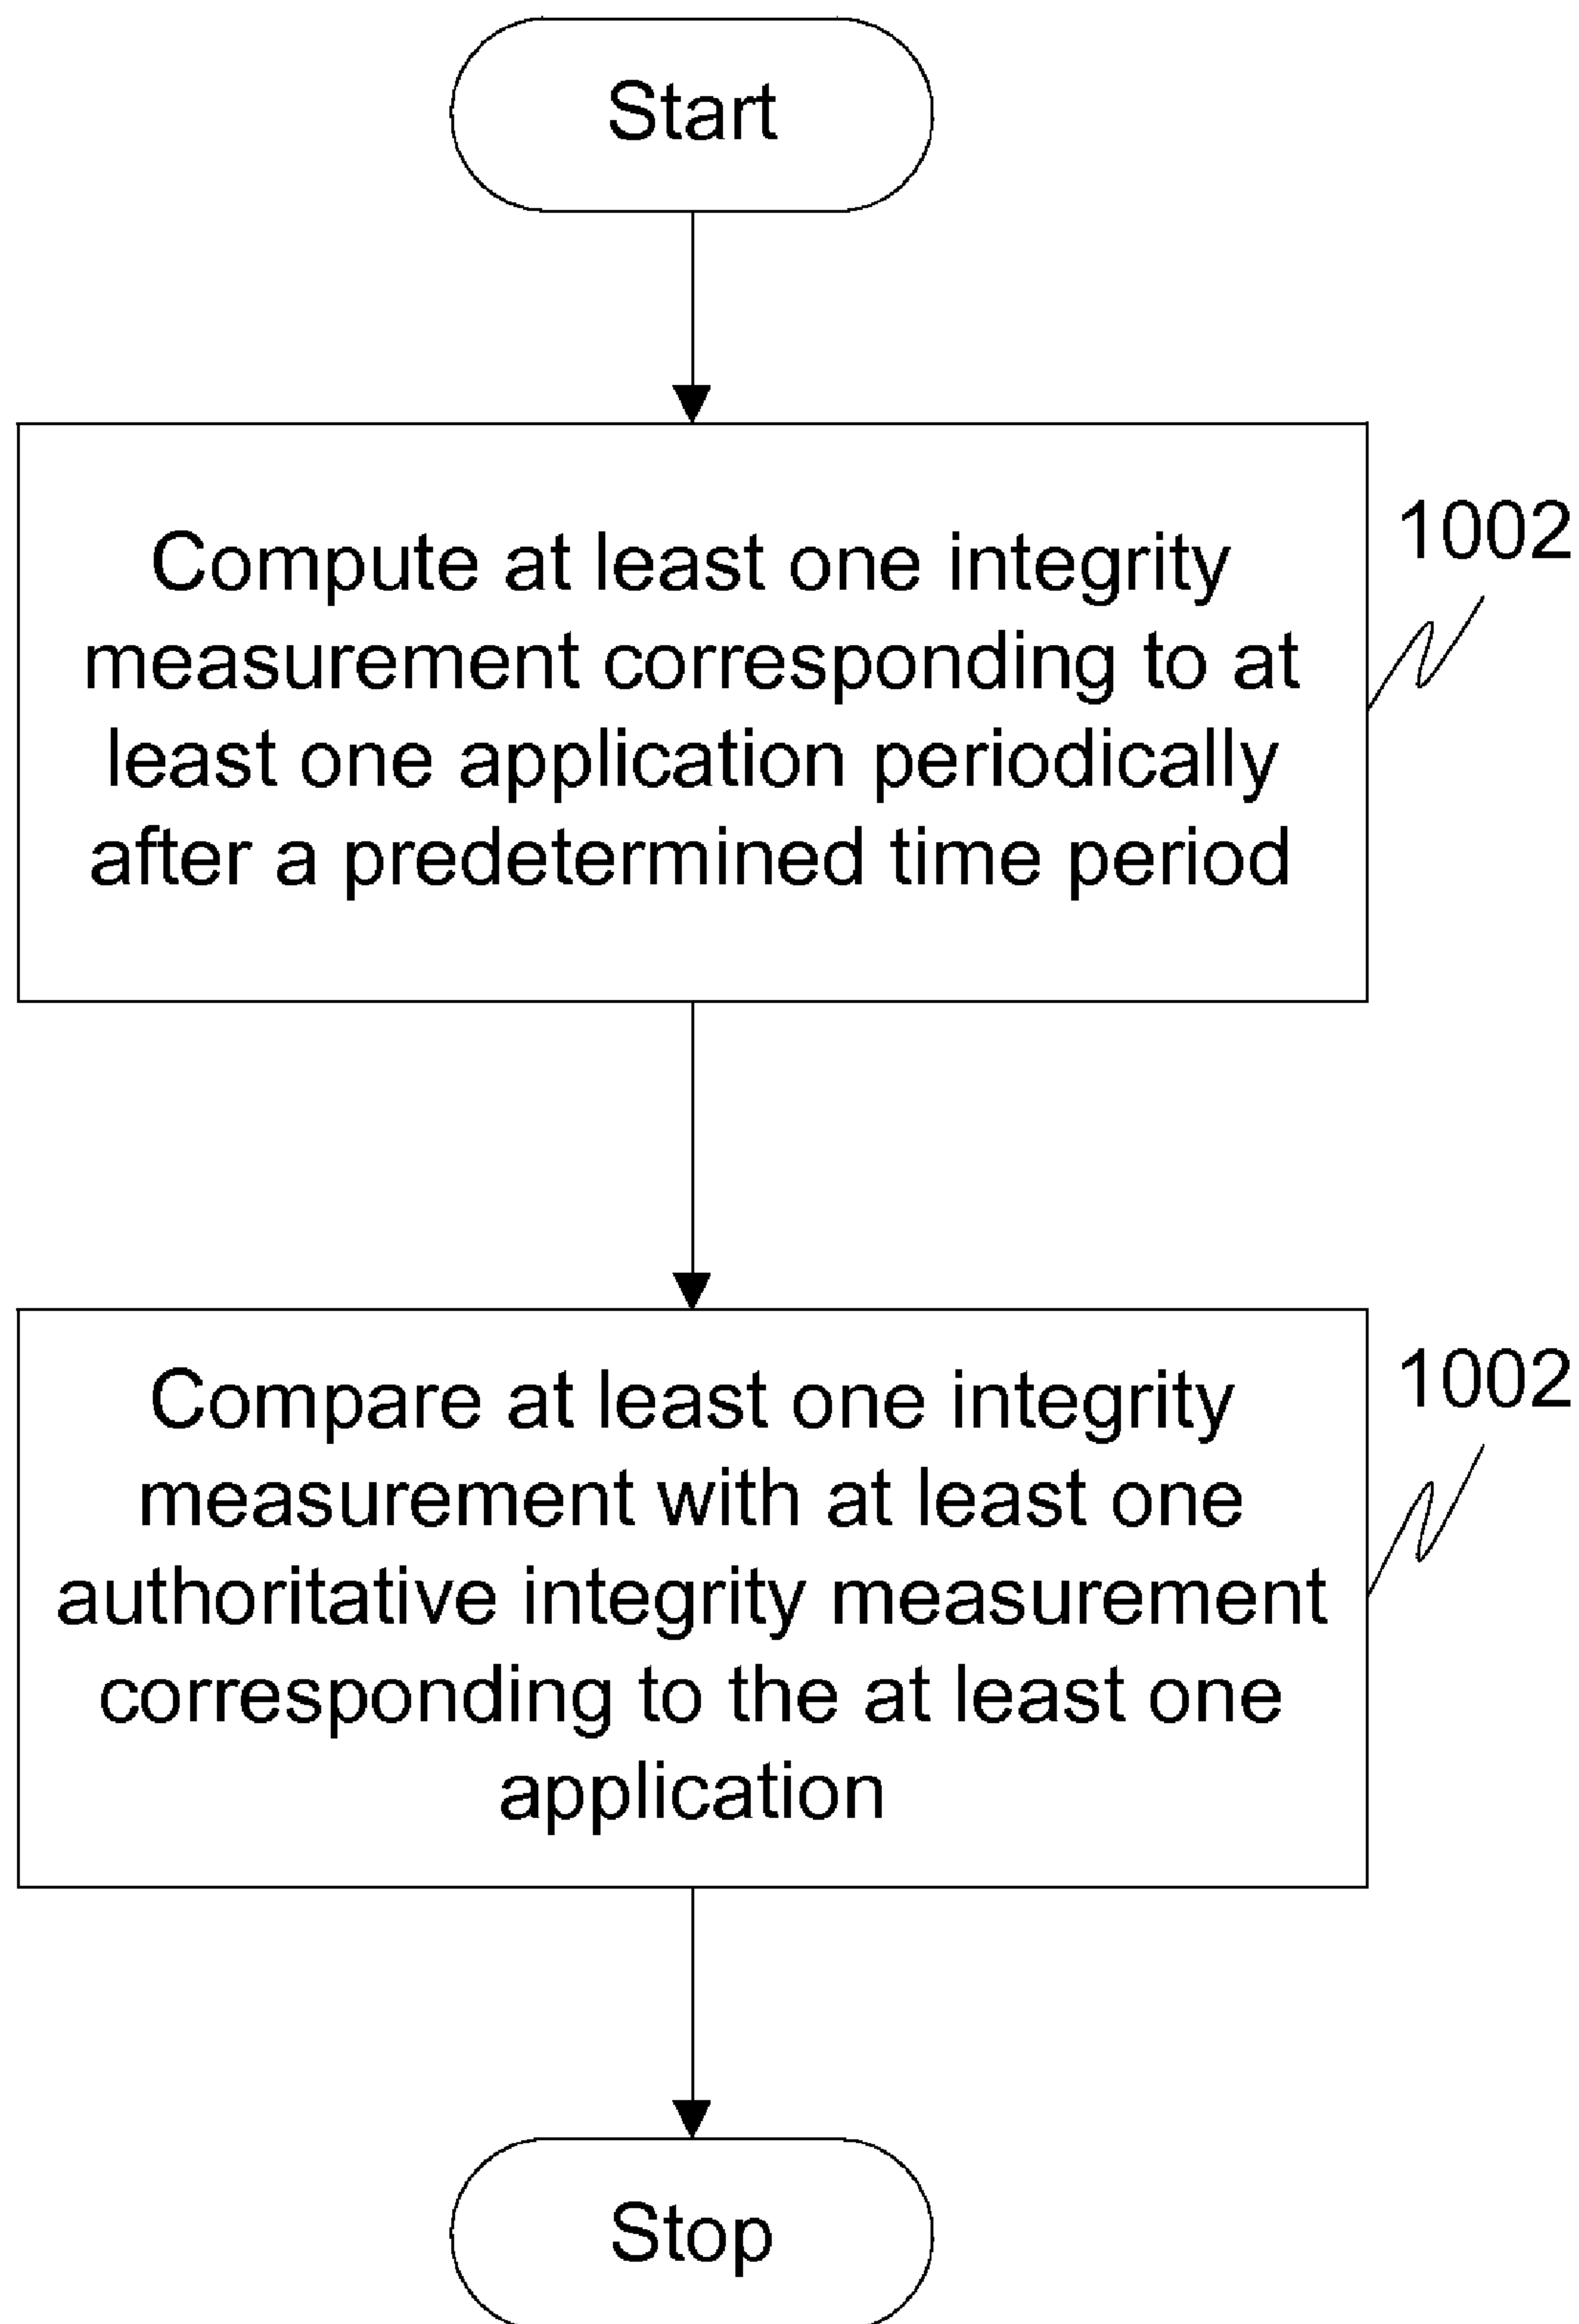 Start
Compute at least one integrity
measurement corresponding to at
least one application periodically
after a predetermined time period
1002
Compare at least one integrity
measurement with at least one
authoritative integrity measurement
corresponding to the at least one
application
1002
Stop